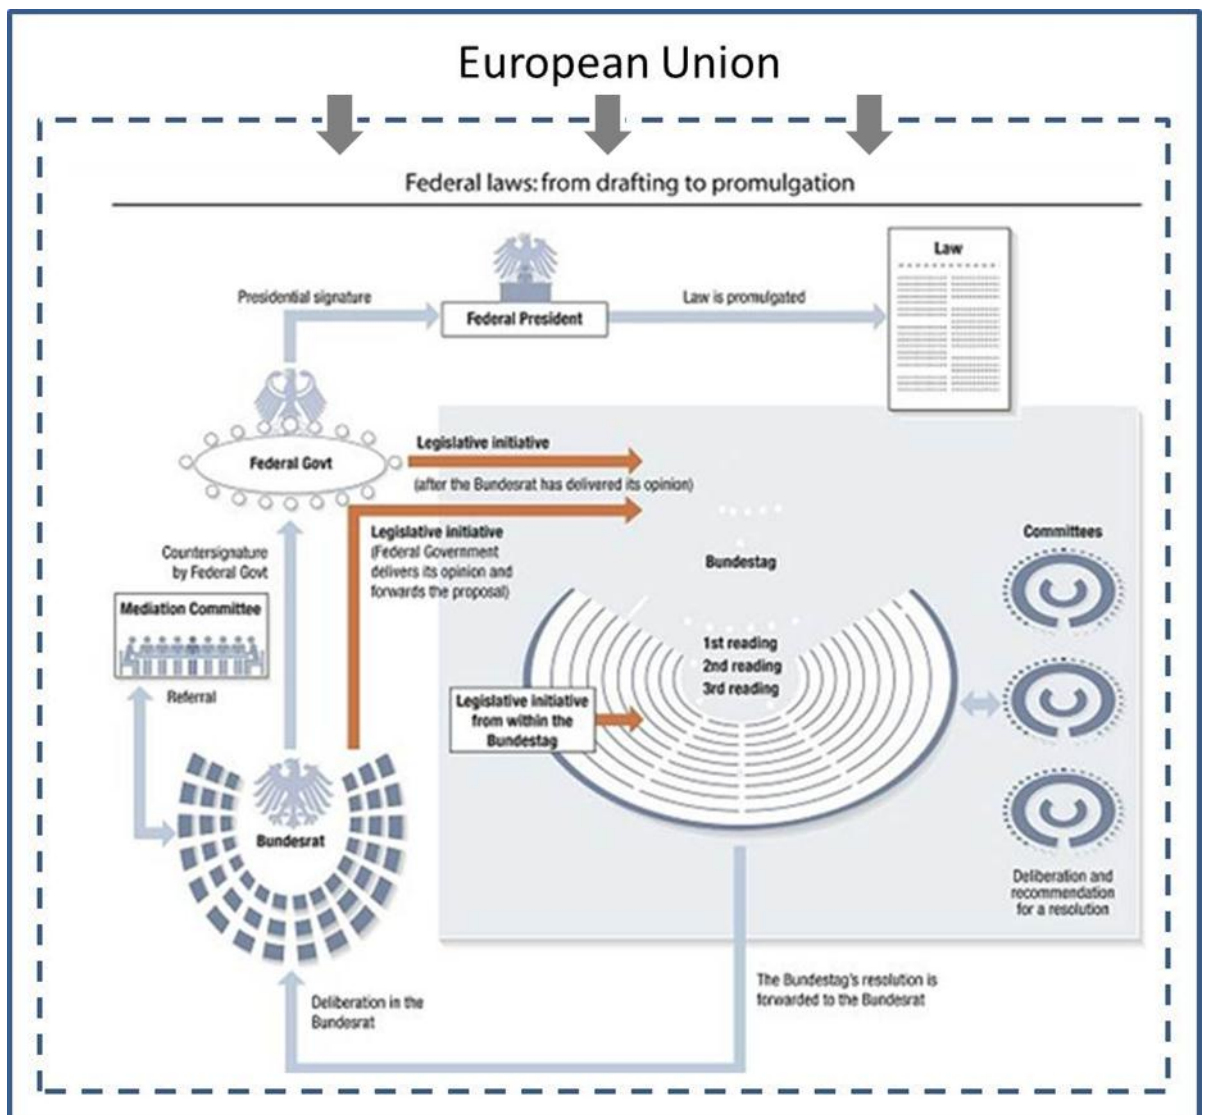 European Union
Federal laws: from drafting to promulgation
Law
Presidential signature
Federal President
Law is promulgated
Federal Govt
Legislative initiative
(after the Bundesrat has delivered its opinion)
Legislative initiative
(Federal Government
delivers its opinion and
forwards the proposal)
Countersignature
by Federal Govt
Bundestag
Committees
Mediation Committee
1st reading
2nd reading
3rd reading
Referral
Legislative initiative
from within the
Bundestag
Bundesrat
Deliberation and
recommendation
for a resolution
The Bundestag's resolution is
forwarded to the Bundesrat
Deliberation in the
Bundesrat